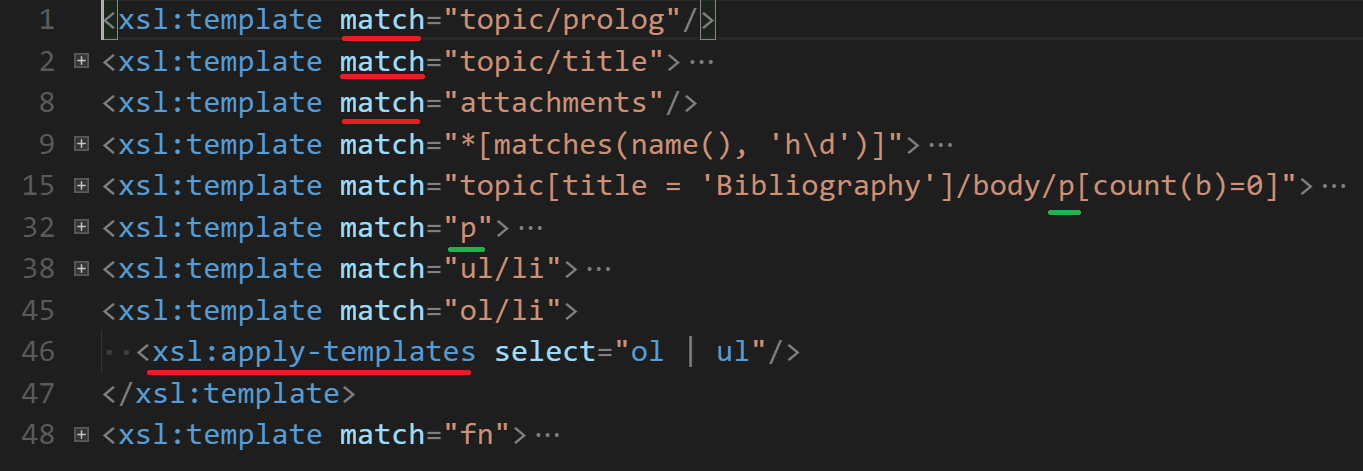 1 <xsl:template match="topic/prolog"/>
2 <xsl:template match="topic/title">···
8 <xsl:template match="attachments"/>
9 <xsl:template match="*[matches(name(), 'h\d')]">···
15 <xsl:template match="topic[title = 'Bibliography']/body/p[count(b)=0]">···
32 <xsl:template match="p">···
38 <xsl:template match="ul/li">···
45 <xsl:template match="ol/li">
46 ··<xsl:apply-templates select="ol | ul"/>
47 </xsl:template>
48 <xsl:template match="fn">···